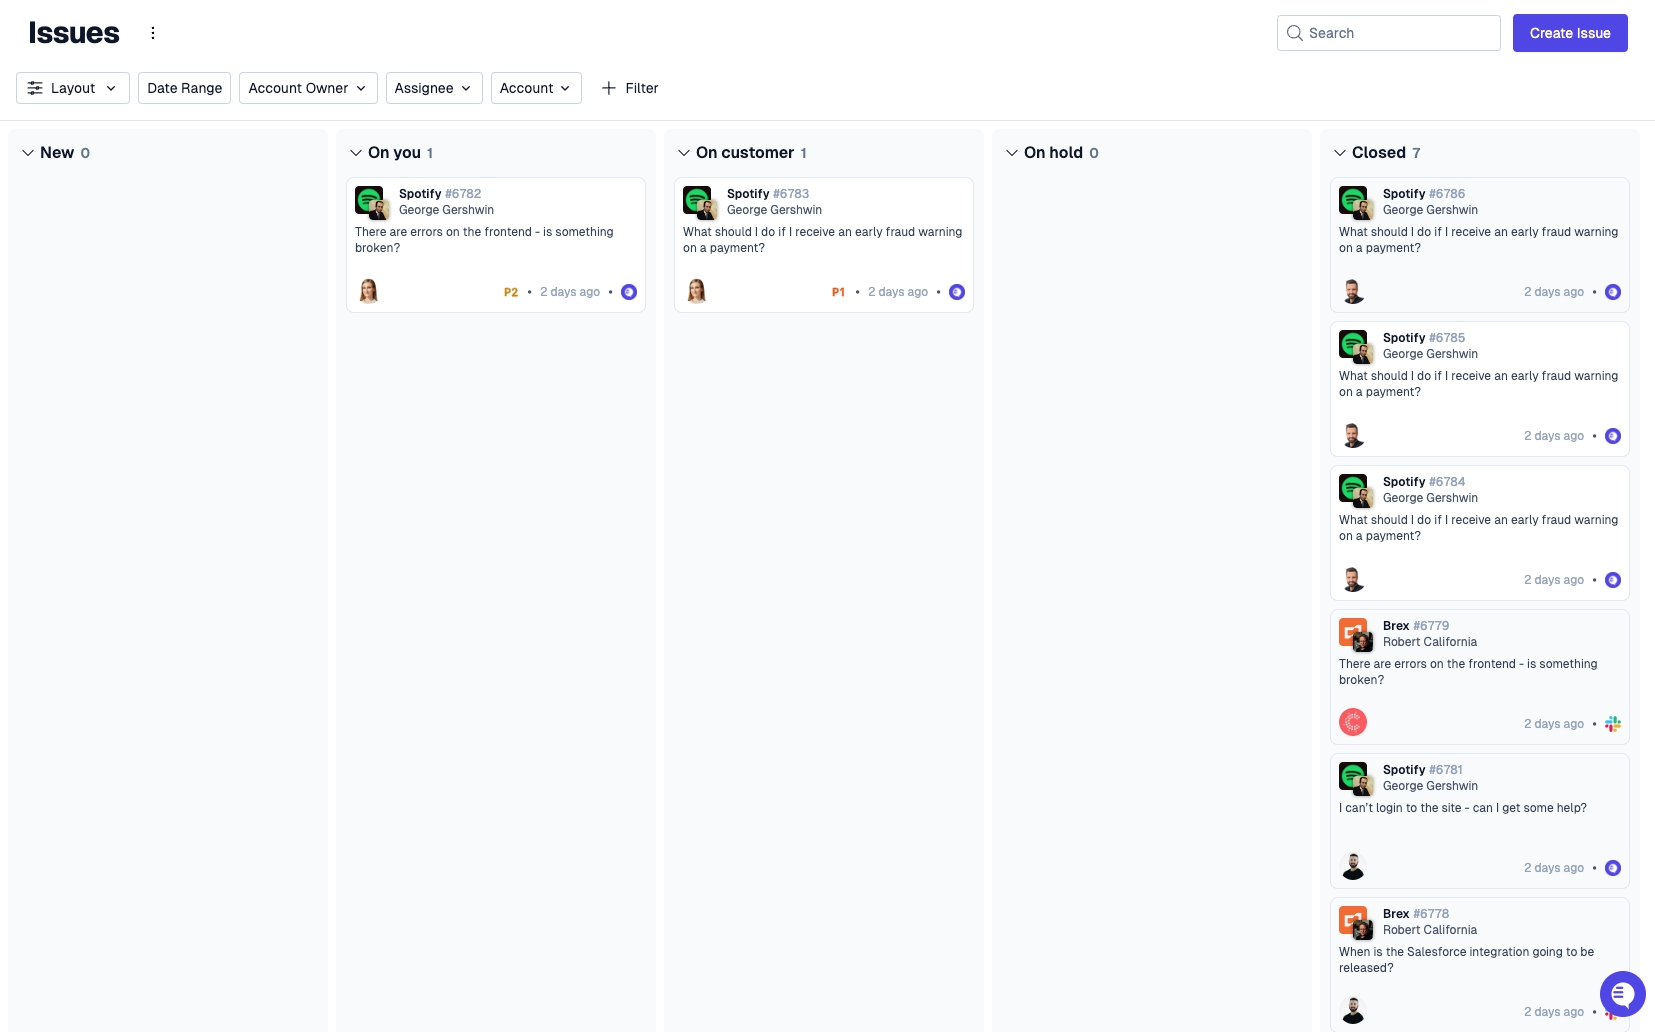 Issues
Search
Create Issue
Layout
Date Range
Account Owner
Assignee
Account
Filter
New 0
On you 1
Spotify #6782
George Gershwin
There are errors on the frontend - is something
broken?
P2 • 2 days ago •
On customer 1
Spotify #6783
George Gershwin
What should I do if I receive an early fraud warning
on a payment?
P1 • 2 days ago •
On hold 0
Closed 7
Spotify #6786
George Gershwin
What should I do if I receive an early fraud warning
on a payment?
2 days ago •
Spotify #6785
George Gershwin
What should I do if I receive an early fraud warning
on a payment?
2 days ago •
Spotify #6784
George Gershwin
What should I do if I receive an early fraud warning
on a payment?
2 days ago •
Brex #6779
Robert California
There are errors on the frontend - is something
broken?
2 days ago •
Spotify #6781
George Gershwin
I can't login to the site - can I get some help?
2 days ago •
Brex #6778
Robert California
When is the Salesforce integration going to be
released?
2 days ago •